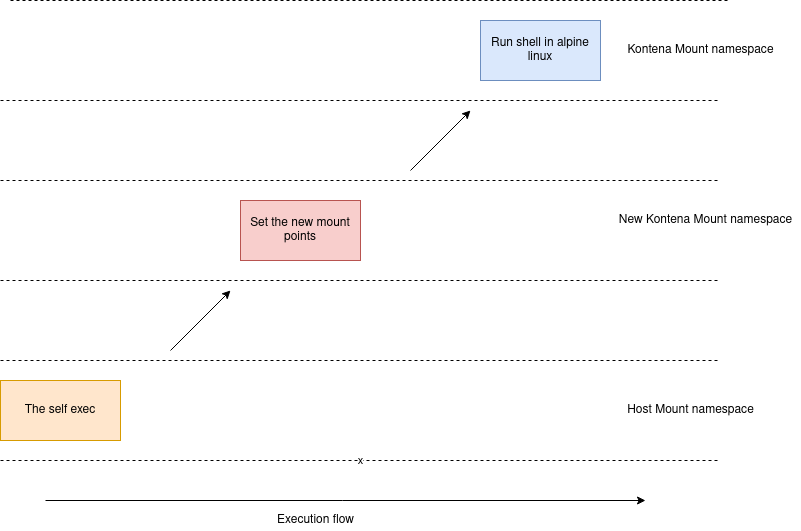 Run shell in alpine
linux
Kontena Mount namespace
Set the new mount
points
New Kontena Mount namespace
The self exec
Host Mount namespace
x
Execution flow